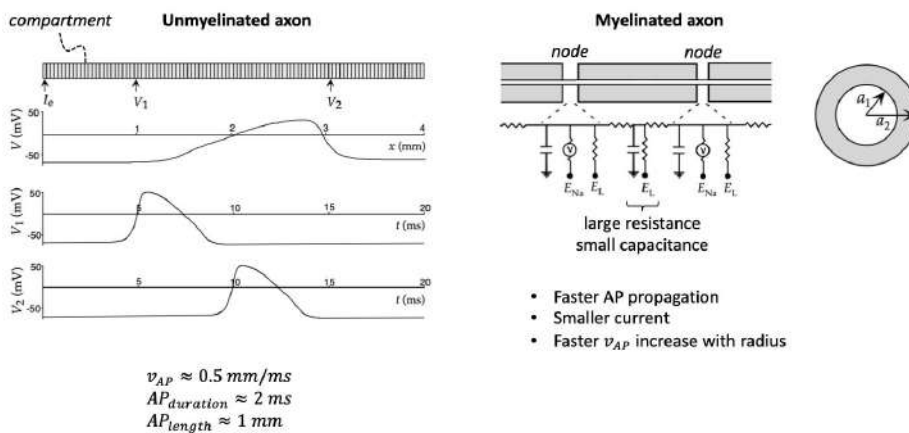 compartment
Unmyelinated axon
I_e
V_1
V_2
50
-50
V (mV)
1
2
3
4
x (mm)
50
-50
V_1 (mV)
5
10
15
20
t (ms)
50
-50
V_2 (mV)
5
10
15
20
t (ms)
v_AP ≈ 0.5 mm/ms
AP_duration ≈ 2 ms
AP_length ≈ 1 mm
Myelinated axon
node
node
a_1
a_2
V
V
E_Na
E_L
E_L
E_Na
E_L
large resistance
small capacitance
• Faster AP propagation
• Smaller current
• Faster v_AP increase with radius